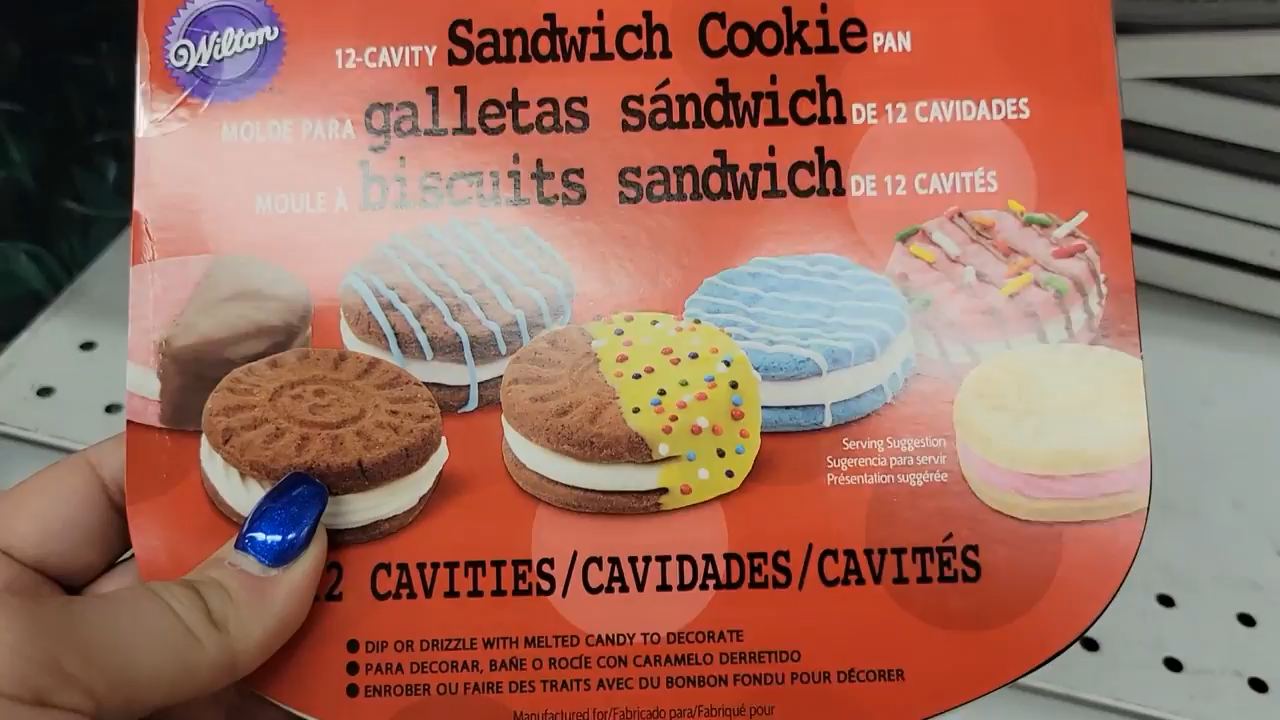 Wilton
12-CAVITY Sandwich Cookie PAN
MOLDE PARA galletas sándwich DE 12 CAVIDADES
MOULE À biscuits sandwich DE 12 CAVITÉS
Serving Suggestion
Sugerencia para servir
Présentation suggérée
2 CAVITIES/CAVIDADES/CAVITÉS
DIP OR DRIZZLE WITH MELTED CANDY TO DECORATE
PARA DECORAR, BAÑE O ROCÍE CON CARAMELO DERRETIDO
ENROBER OU FAIRE DES TRAITS AVEC DU BONBON FONDU POUR DÉCORER
Manufactured for/Fabricado para/Fabriqué pour